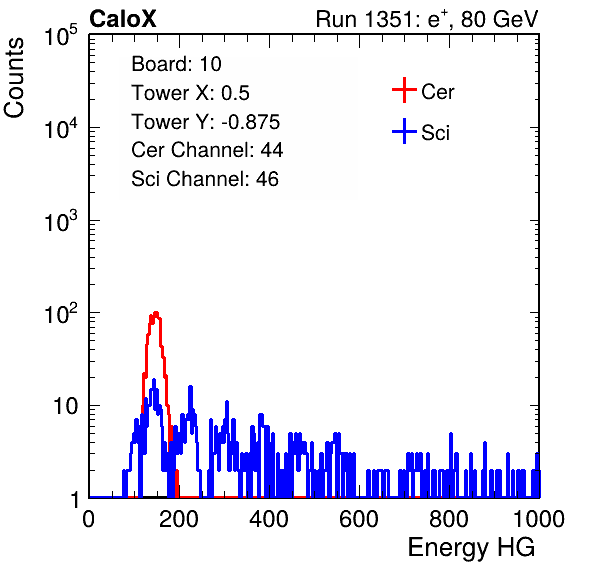 CaloX Run 1351: e⁺, 80 GeV
Counts
10⁵
10⁴
10³
10²
10
1
Board: 10
Tower X: 0.5
Tower Y: -0.875
Cer Channel: 44
Sci Channel: 46
Cer
Sci
0 200 400 600 800 1000
Energy HG